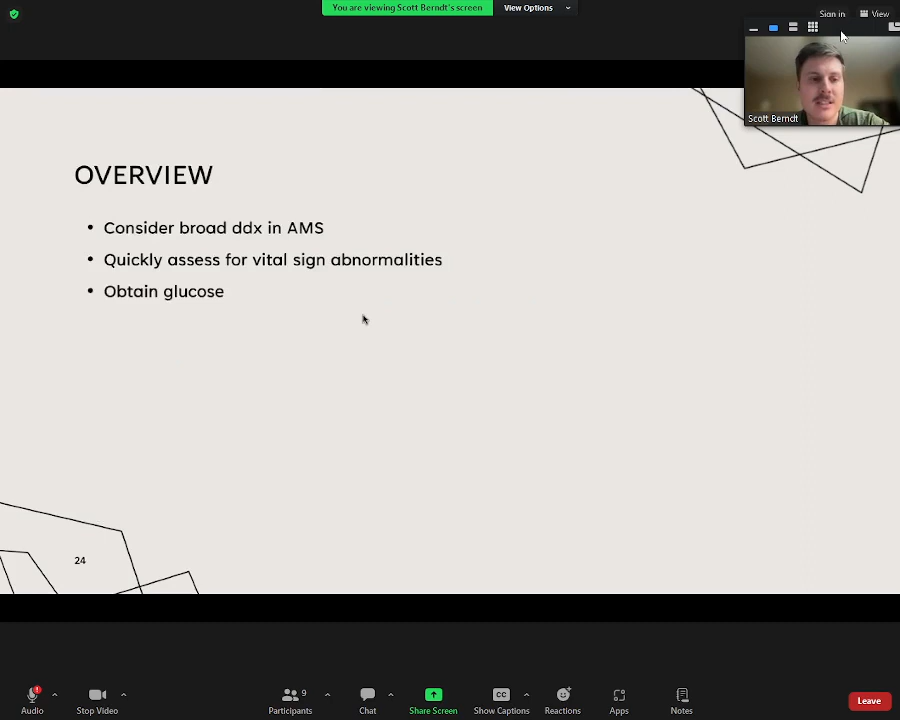 You are viewing Scott Berndt's screen
View Options
Sign in
View
Scott Berndt
OVERVIEW
• Consider broad ddx in AMS
• Quickly assess for vital sign abnormalities
• Obtain glucose
24
Audio
Stop Video
Participants
9
Chat
Share Screen
CC
Show Captions
Reactions
Apps
Notes
Leave